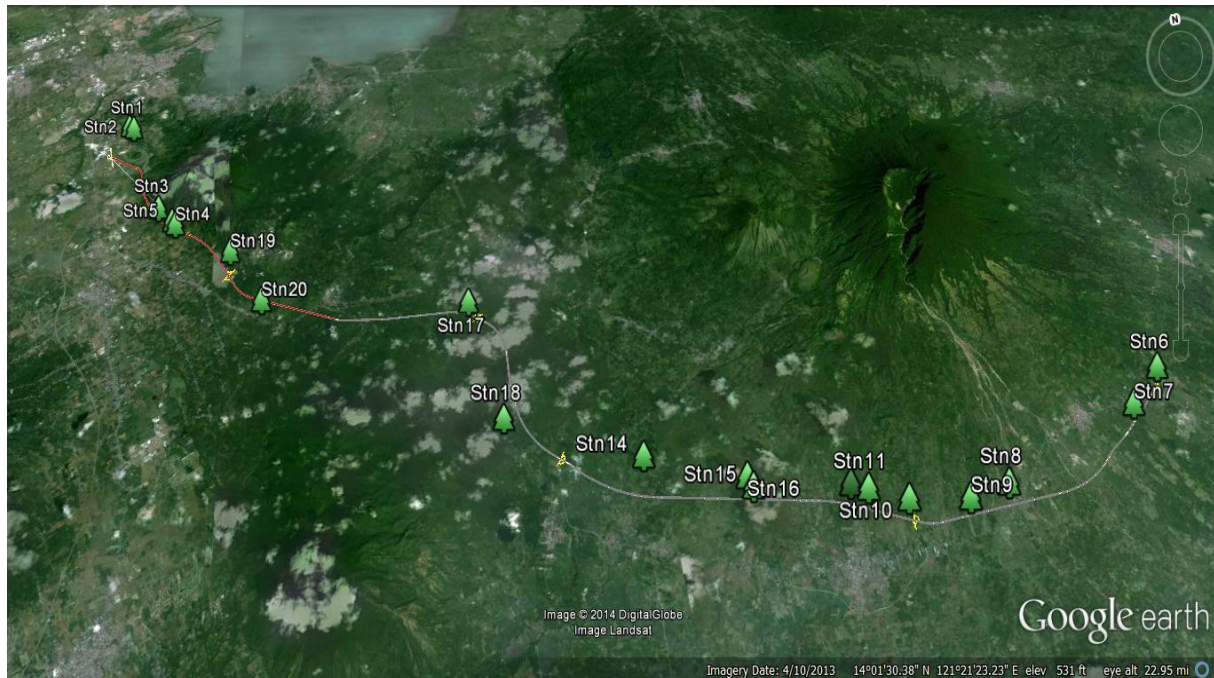 N
Stn1
Stn2
Stn3
Stn5
Stn4
Stn19
Stn20
Stn17
Stn18
Stn14
Stn15
Stn16
Stn11
Stn10
Stn8
Stn9
Stn6
Stn7
Image © 2014 DigitalGlobe
Image Landsat
Google earth
Imagery Date: 4/10/2013 14°01'30.38" N 121°21'23.23" E elev 531 ft eye alt 22.95 mi